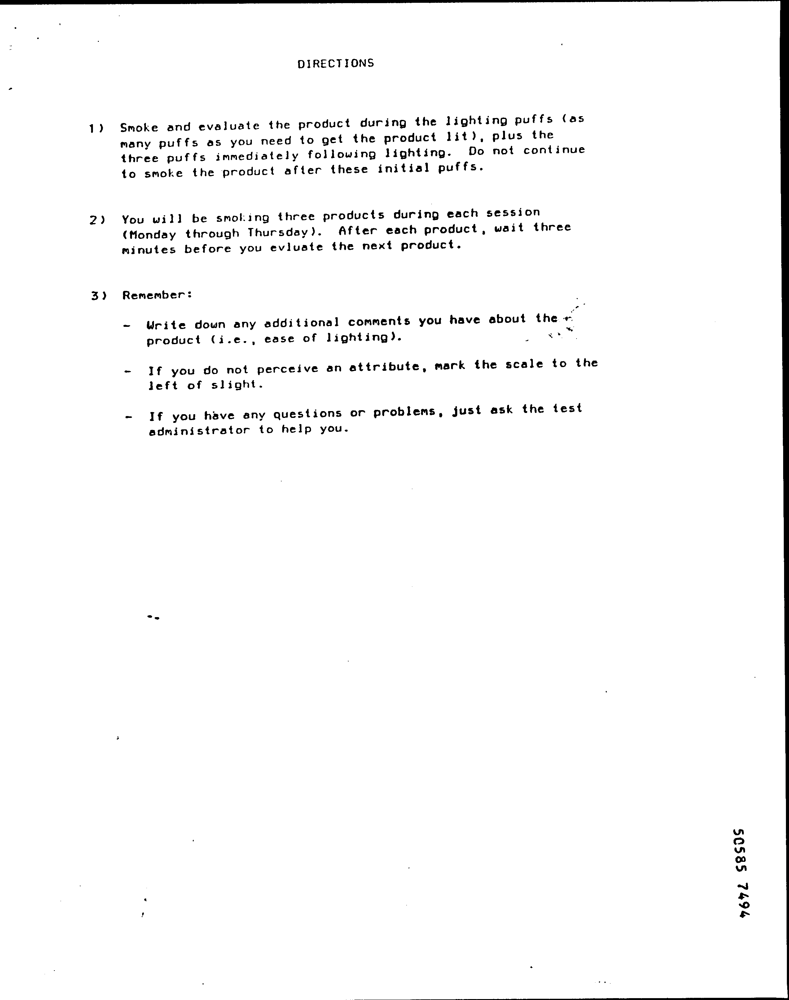 DIRECTIONS
1) Smoke and evaluate the product during the lighting puffs (as
many puffs as you need to get the product lit), plus the
three puffs immediately following lighting. Do not continue
to smoke the product after these initial puffs.
2) You will be smoking three products during each session
(Monday through Thursday). After each product, wait three
minutes before you evluate the next product.
3) Remember:
- Write down any additional comments you have about the
product (i.e., ease of lighting).
- If you do not perceive an attribute, mark the scale to the
left of slight.
- If you have any questions or problems, just ask the test
administrator to help you.
50585 7494